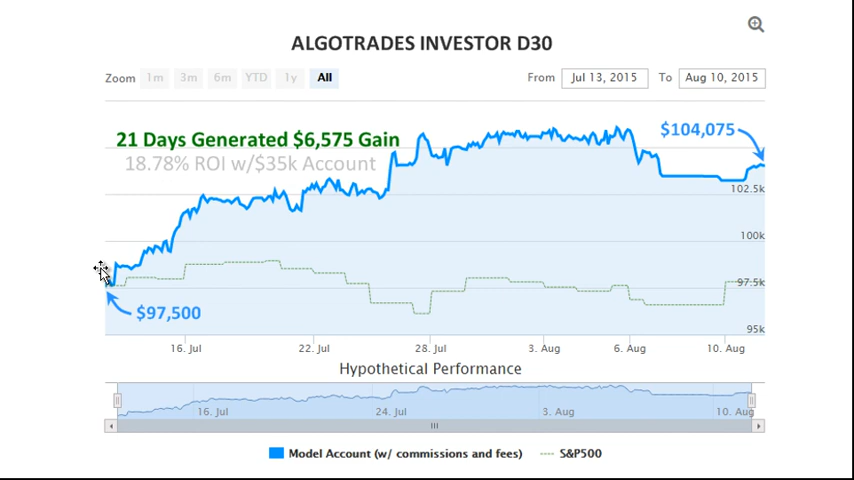 ALGOTRADES INVESTOR D30
Zoom 1m 3m 6m YTD 1y All From Jul 13, 2015 To Aug 10, 2015
21 Days Generated $6,575 Gain
18.78% ROI w/$35k Account
$104,075
102.5k
100k
97.5k
$97,500
95k
16. Jul 22. Jul 28. Jul 3. Aug 6. Aug 10. Aug
Hypothetical Performance
16. Jul 24. Jul 3. Aug 10. Aug
Model Account (w/ commissions and fees) S&P500